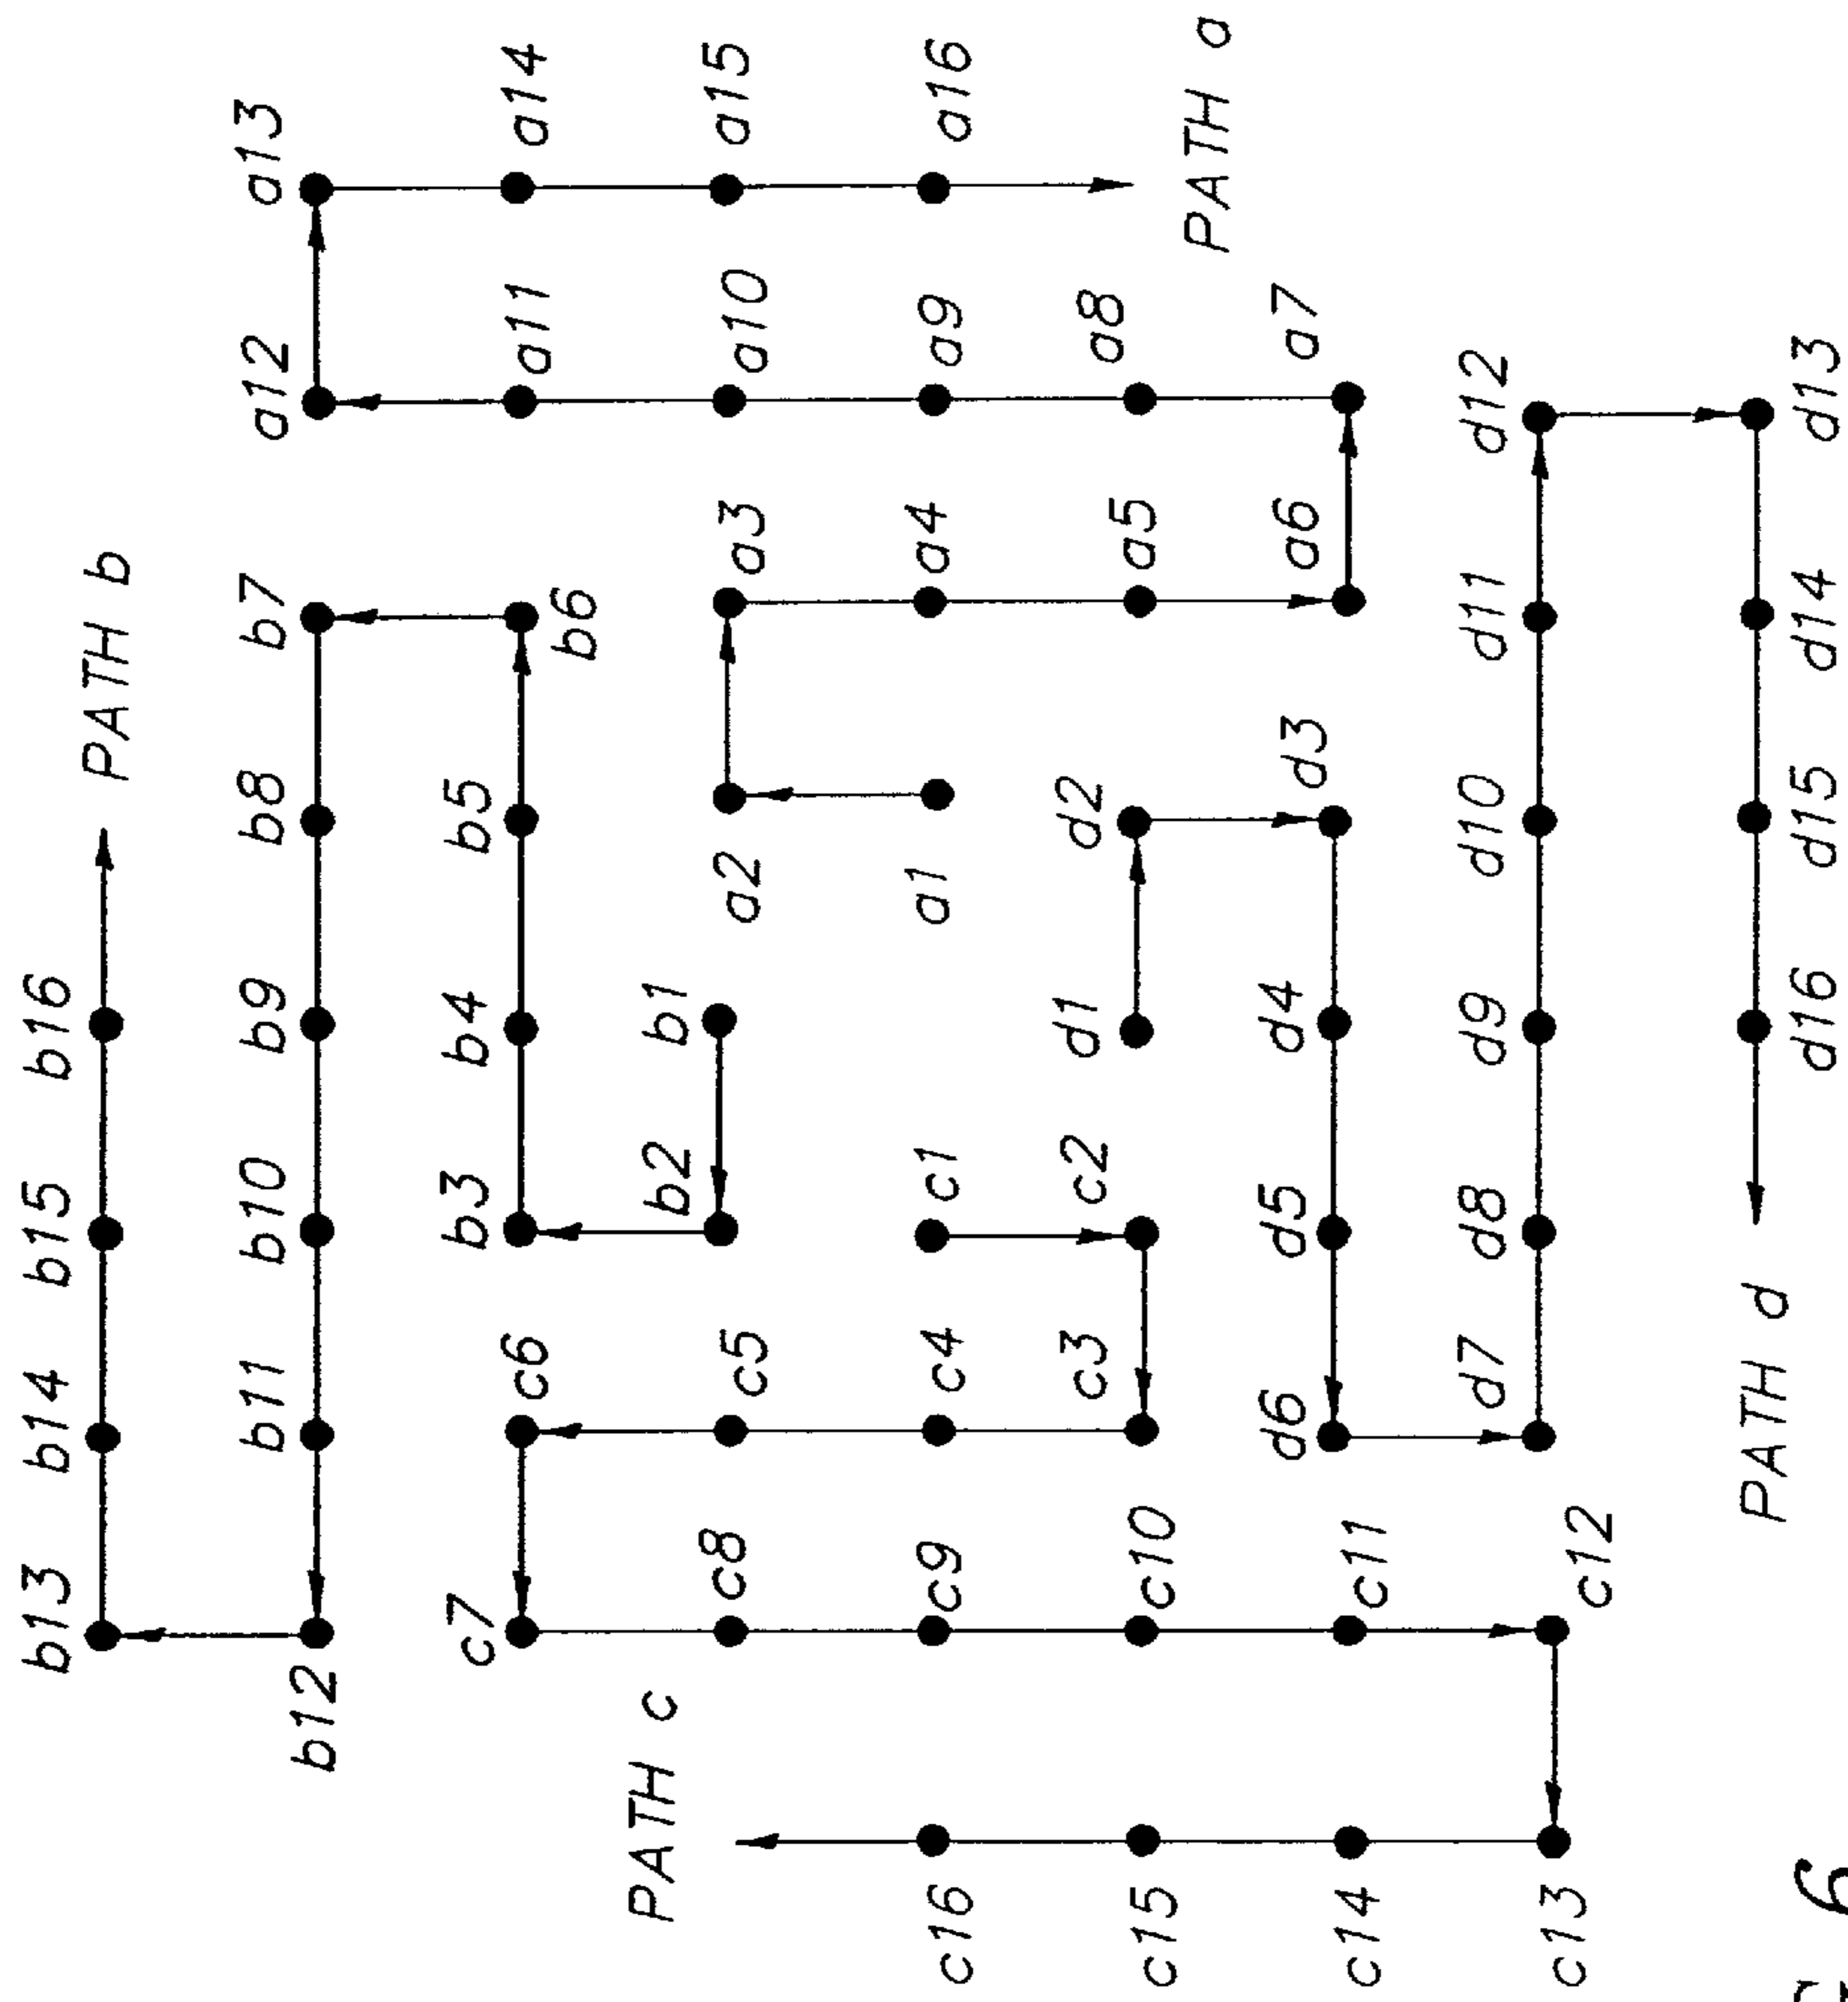 b13 b14 b15 b16
PATH b
b12 b11 b10 b9 b8 b7 a12 a13
c7 b3 b4 b5
c6 a11 a14
b6
PATH c b2 b1
c8 c5 a2 a3 a10 a15
c16 c9 c4 c1 a1 a4 a9 a16
c3 c2 d1 d2 a8
c15 c10 a5
PATH a
d6 d5 d4 d3 a6 a7
c14 c11
d7 d8 d9 d10 d11 d12
c13 c12
PATH d
d16 d15 d14 d13
6